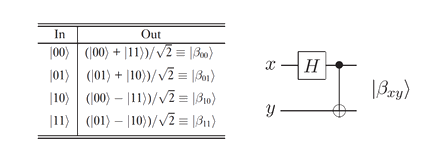 In Out
|00⟩ (|00⟩ + |11⟩)/√2 ≡ |β₀₀⟩
|01⟩ (|01⟩ + |10⟩)/√2 ≡ |β₀₁⟩
|10⟩ (|00⟩ − |11⟩)/√2 ≡ |β₁₀⟩
|11⟩ (|01⟩ − |10⟩)/√2 ≡ |β₁₁⟩
x H
|βxy⟩
y